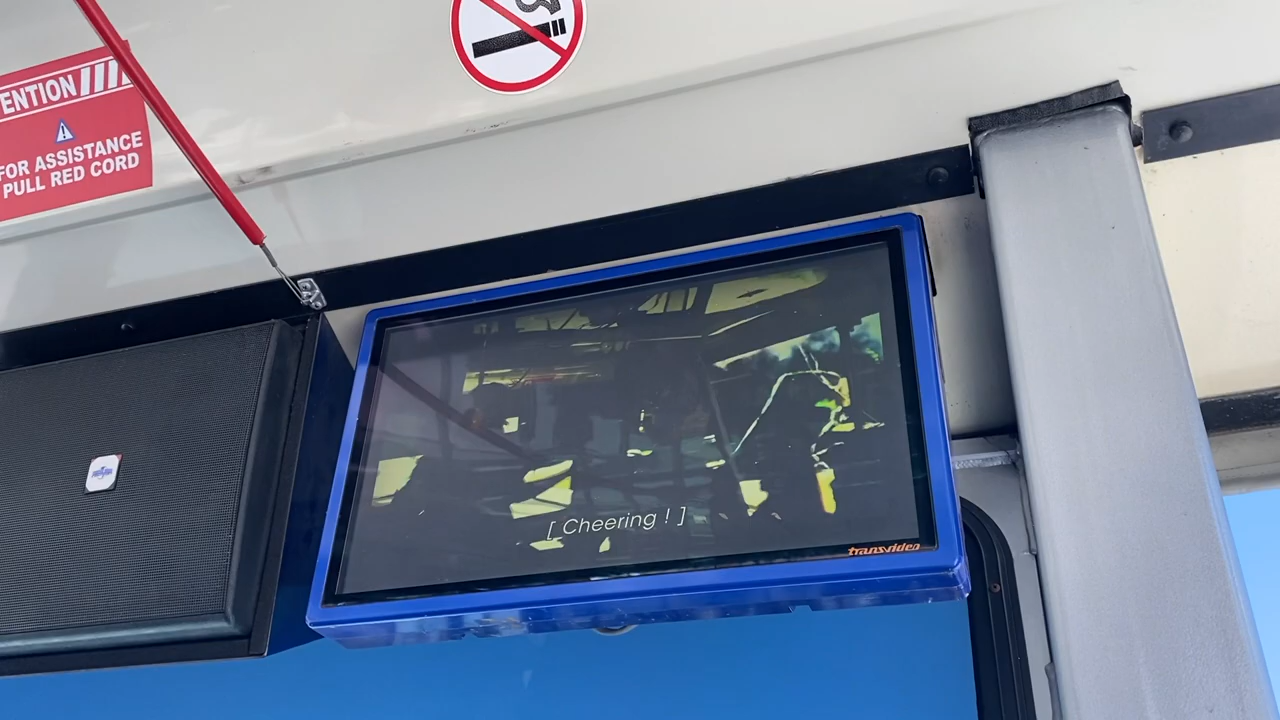 ENTION
FOR ASSISTANCE
PULL RED CORD
[ Cheering ! ]
transvideo